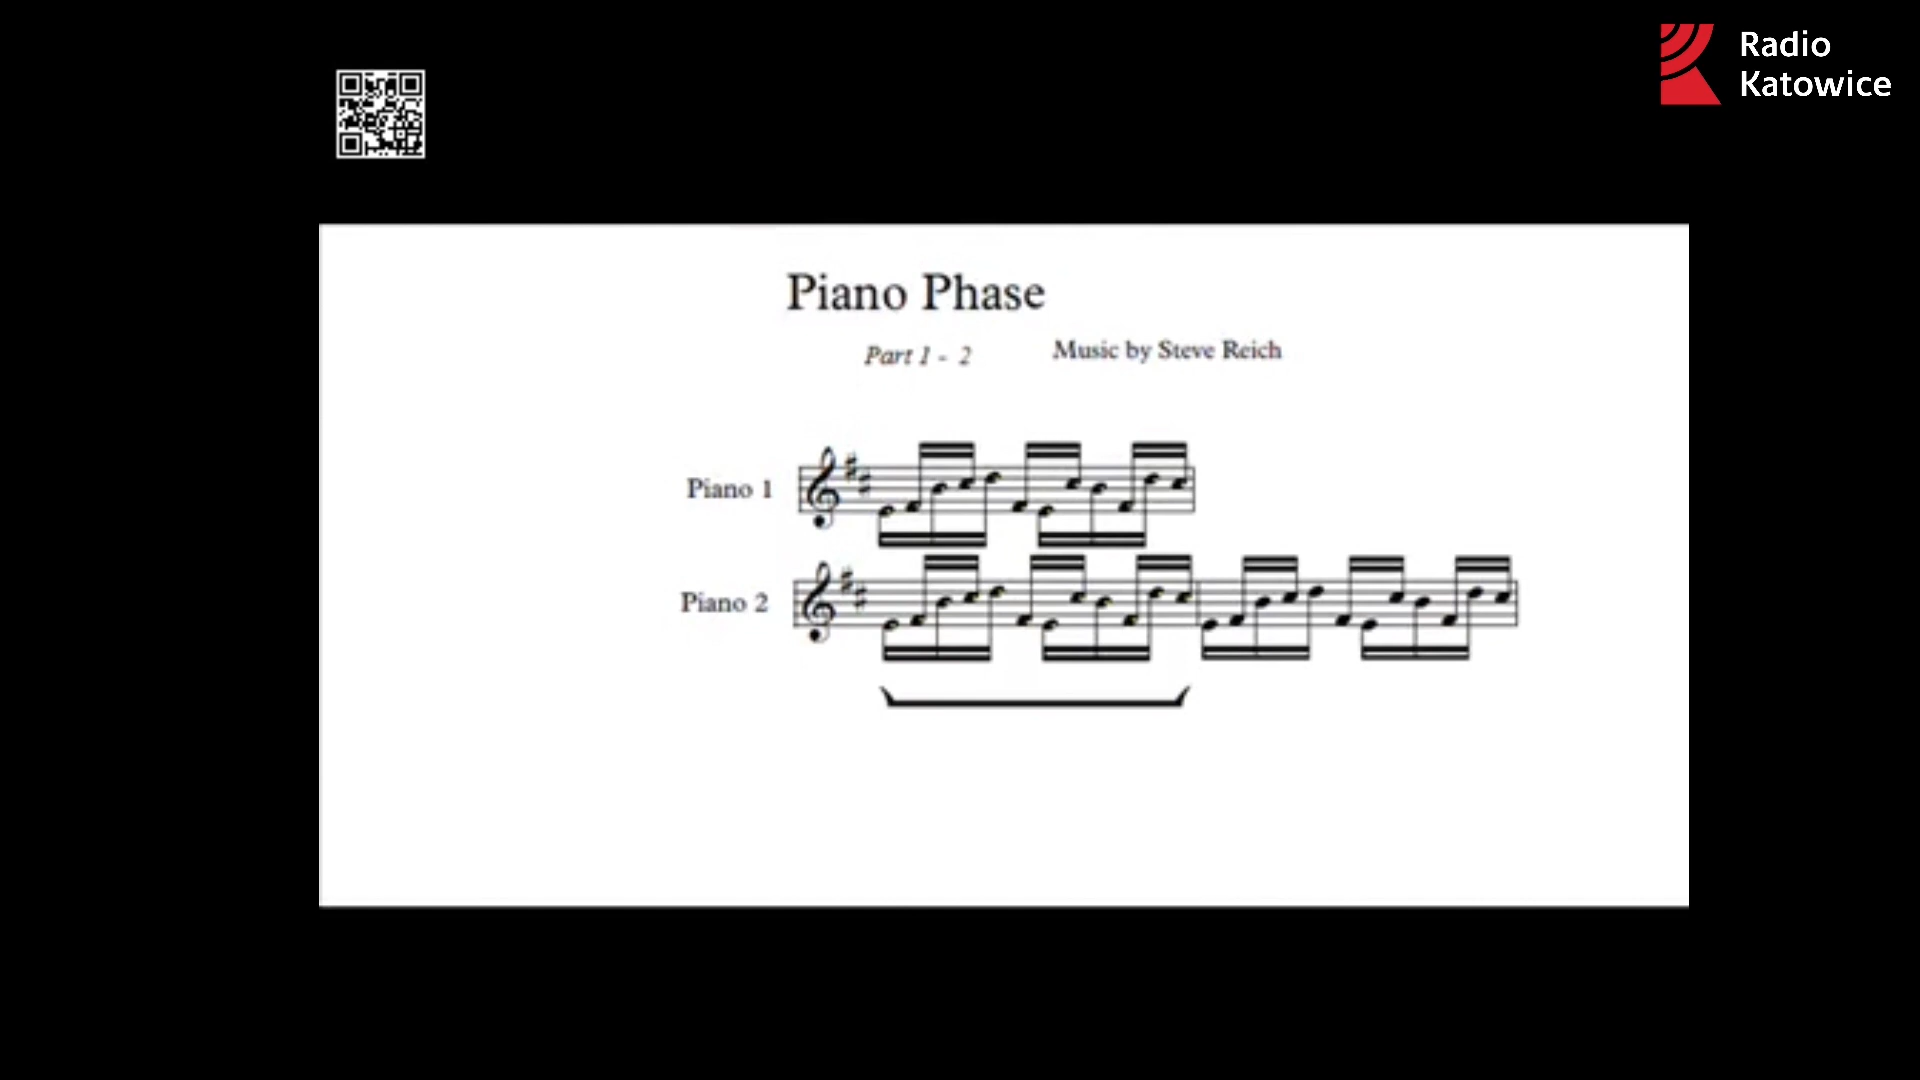 Radio
Katowice
Piano Phase
Part 1 - 2
Music by Steve Reich
Piano 1
Piano 2